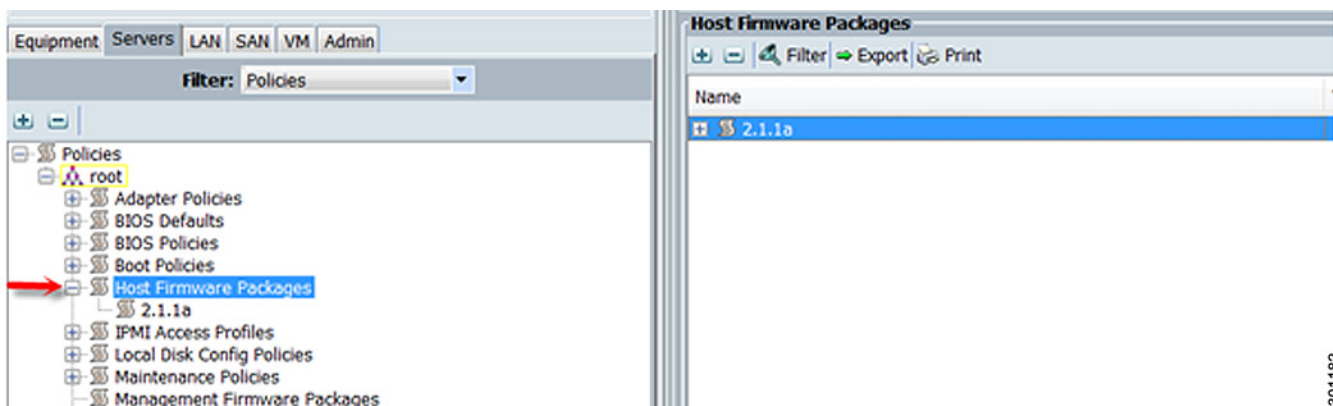 Equipment Servers LAN SAN VM Admin
Filter: Policies
Policies
root
Adapter Policies
BIOS Defaults
BIOS Policies
Boot Policies
Host Firmware Packages
2.1.1a
IPMI Access Profiles
Local Disk Config Policies
Maintenance Policies
Management Firmware Packages
Host Firmware Packages
Filter Export Print
Name
2.1.1a